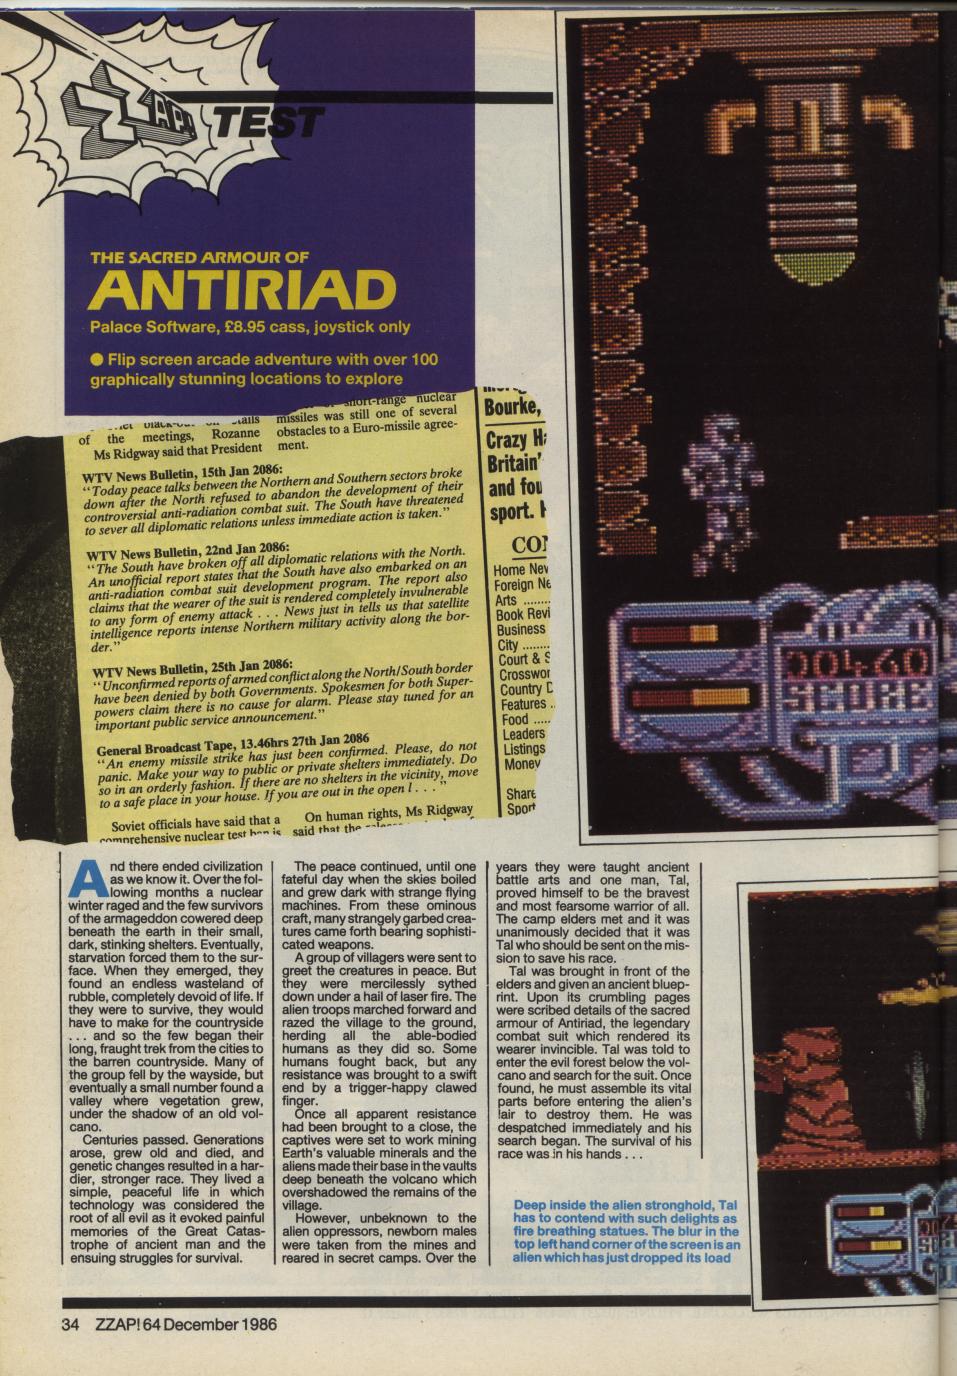 ZZAP!
TEST
THE SACRED ARMOUR OF
ANTIRIAD
Palace Software, £8.95 cass, joystick only
● Flip screen arcade adventure with over 100
graphically stunning locations to explore
short-range nuclear
missiles was still one of several
obstacles to a Euro-missile agree-
ment.
of the meetings, Rozanne
Ms Ridgway said that President
WTV News Bulletin, 15th Jan 2086:
"Today peace talks between the Northern and Southern sectors broke
down after the North refused to abandon the development of their
controversial anti-radiation combat suit. The South have threatened
to sever all diplomatic relations unless immediate action is taken."
WTV News Bulletin, 22nd Jan 2086:
"The South have broken off all diplomatic relations with the North.
An unofficial report states that the South have also embarked on an
anti-radiation combat suit development program. The report also
claims that the wearer of the suit is rendered completely invulnerable
to any form of enemy attack . . . News just in tells us that satellite
intelligence reports intense Northern military activity along the bor-
der."
WTV News Bulletin, 25th Jan 2086:
"Unconfirmed reports of armed conflict along the North/South border
have been denied by both Governments. Spokesmen for both Super-
powers claim there is no cause for alarm. Please stay tuned for an
important public service announcement."
General Broadcast Tape, 13.46hrs 27th Jan 2086
"An enemy missile strike has just been confirmed. Please, do not
panic. Make your way to public or private shelters immediately. Do
so in an orderly fashion. If there are no shelters in the vicinity, move
to a safe place in your house. If you are out in the open l . . . "
Soviet officials have said that a
comprehensive nuclear test ban is
On human rights, Ms Ridgway
said that the
Bourke,
Crazy H
Britain'
and fou
sport.
CO
Home New
Foreign Ne
Arts ........
Book Revi
Business
City ........
Court & S
Crosswor
Country D
Features ..
Food .....
Leaders
Listings
Money
Share
Sport
00460
SCORE
And there ended civilization
as we know it. Over the fol-
lowing months a nuclear
winter raged and the few survivors
of the armageddon cowered deep
beneath the earth in their small,
dark, stinking shelters. Eventually,
starvation forced them to the sur-
face. When they emerged, they
found an endless wasteland of
rubble, completely devoid of life. If
they were to survive, they would
have to make for the countryside
. . . and so the few began their
long, fraught trek from the cities to
the barren countryside. Many of
the group fell by the wayside, but
eventually a small number found a
valley where vegetation grew,
under the shadow of an old vol-
cano.
Centuries passed. Generations
arose, grew old and died, and
genetic changes resulted in a har-
dier, stronger race. They lived a
simple, peaceful life in which
technology was considered the
root of all evil as it evoked painful
memories of the Great Catas-
trophe of ancient man and the
ensuing struggles for survival.
The peace continued, until one
fateful day when the skies boiled
and grew dark with strange flying
machines. From these ominous
craft, many strangely garbed crea-
tures came forth bearing sophisti-
cated weapons.
A group of villagers were sent to
greet the creatures in peace. But
they were mercilessly sythed
down under a hail of laser fire. The
alien troops marched forward and
razed the village to the ground,
herding all the able-bodied
humans as they did so. Some
humans fought back, but any
resistance was brought to a swift
end by a trigger-happy clawed
finger.
Once all apparent resistance
had been brought to a close, the
captives were set to work mining
Earth's valuable minerals and the
aliens made their base in the vaults
deep beneath the volcano which
overshadowed the remains of the
village.
However, unbeknown to the
alien oppressors, newborn males
were taken from the mines and
reared in secret camps. Over the
years they were taught ancient
battle arts and one man, Tal,
proved himself to be the bravest
and most fearsome warrior of all.
The camp elders met and it was
unanimously decided that it was
Tal who should be sent on the mis-
sion to save his race.
Tal was brought in front of the
elders and given an ancient bluep-
rint. Upon its crumbling pages
were scribed details of the sacred
armour of Antiriad, the legendary
combat suit which rendered its
wearer invincible. Tal was told to
enter the evil forest below the vol-
cano and search for the suit. Once
found, he must assemble its vital
parts before entering the alien's
lair to destroy them. He was
despatched immediately and his
search began. The survival of his
race was in his hands . . .
Deep inside the alien stronghold, Tal
has to contend with such delights as
fire breathing statues. The blur in the
top left hand corner of the screen is an
alien which has just dropped its load
34 ZZAP! 64 December 1986